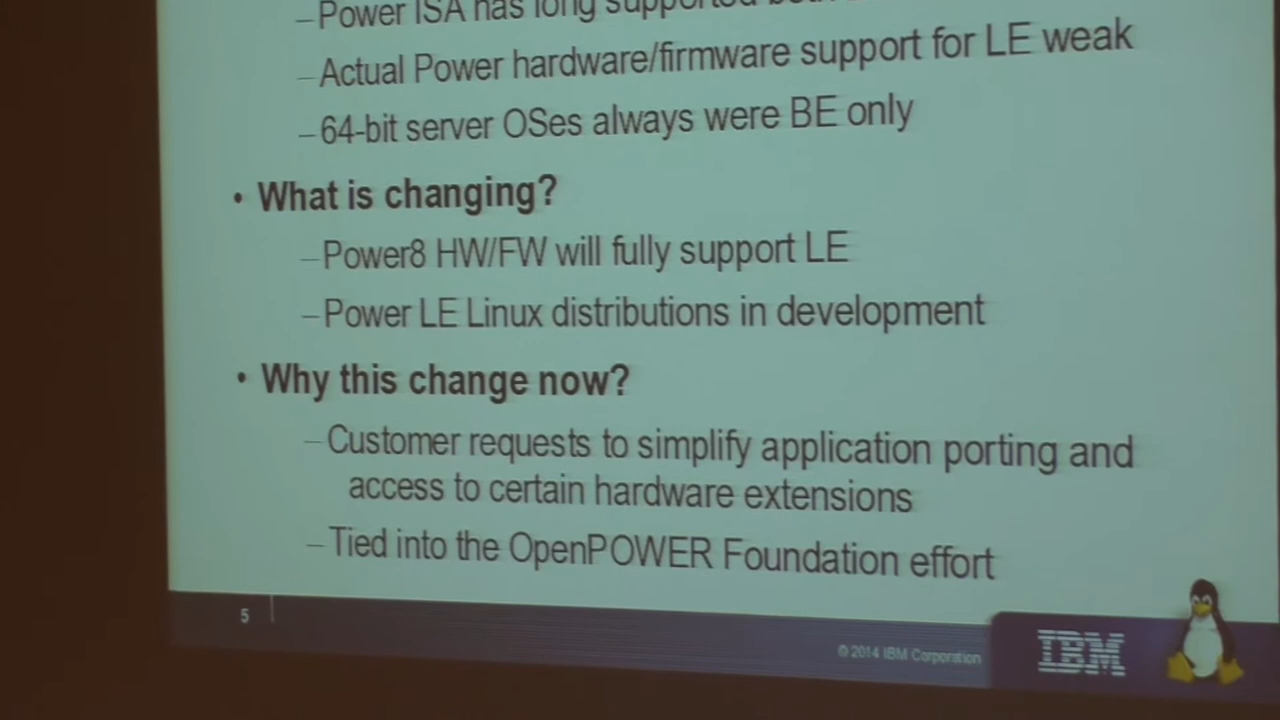 –Power ISA has long supported both
–Actual Power hardware/firmware support for LE weak
–64-bit server OSes always were BE only
• What is changing?
–Power8 HW/FW will fully support LE
–Power LE Linux distributions in development
• Why this change now?
–Customer requests to simplify application porting and
access to certain hardware extensions
–Tied into the OpenPOWER Foundation effort
5
© 2014 IBM Corporation
IBM